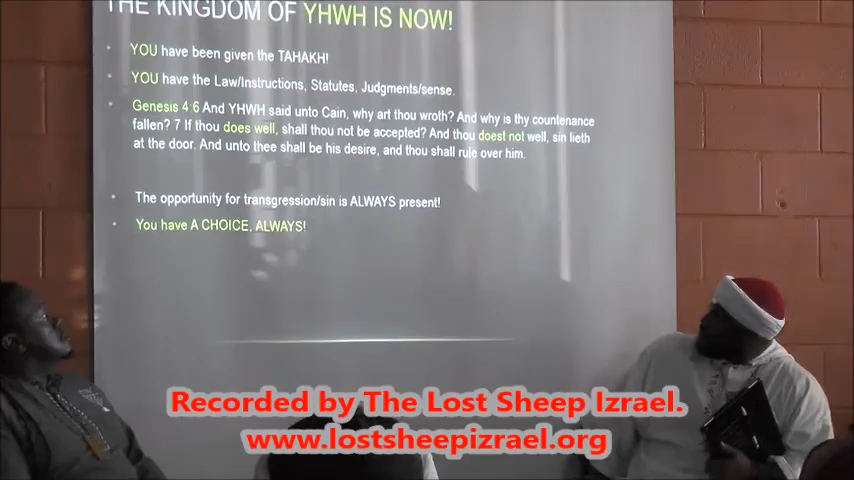 THE KINGDOM OF YHWH IS NOW!
• YOU have been given the TAHAKH!
• YOU have the Law/Instructions, Statutes, Judgments/sense.
• Genesis 4:6 And YHWH said unto Cain, why art thou wroth? And why is thy countenance
fallen? 7 If thou does well, shall thou not be accepted? And thou doest not well, sin lieth
at the door. And unto thee shall be his desire, and thou shall rule over him.
• The opportunity for transgression/sin is ALWAYS present!
• You have A CHOICE, ALWAYS!
Recorded by The Lost Sheep Izrael.
www.lostsheepizrael.org